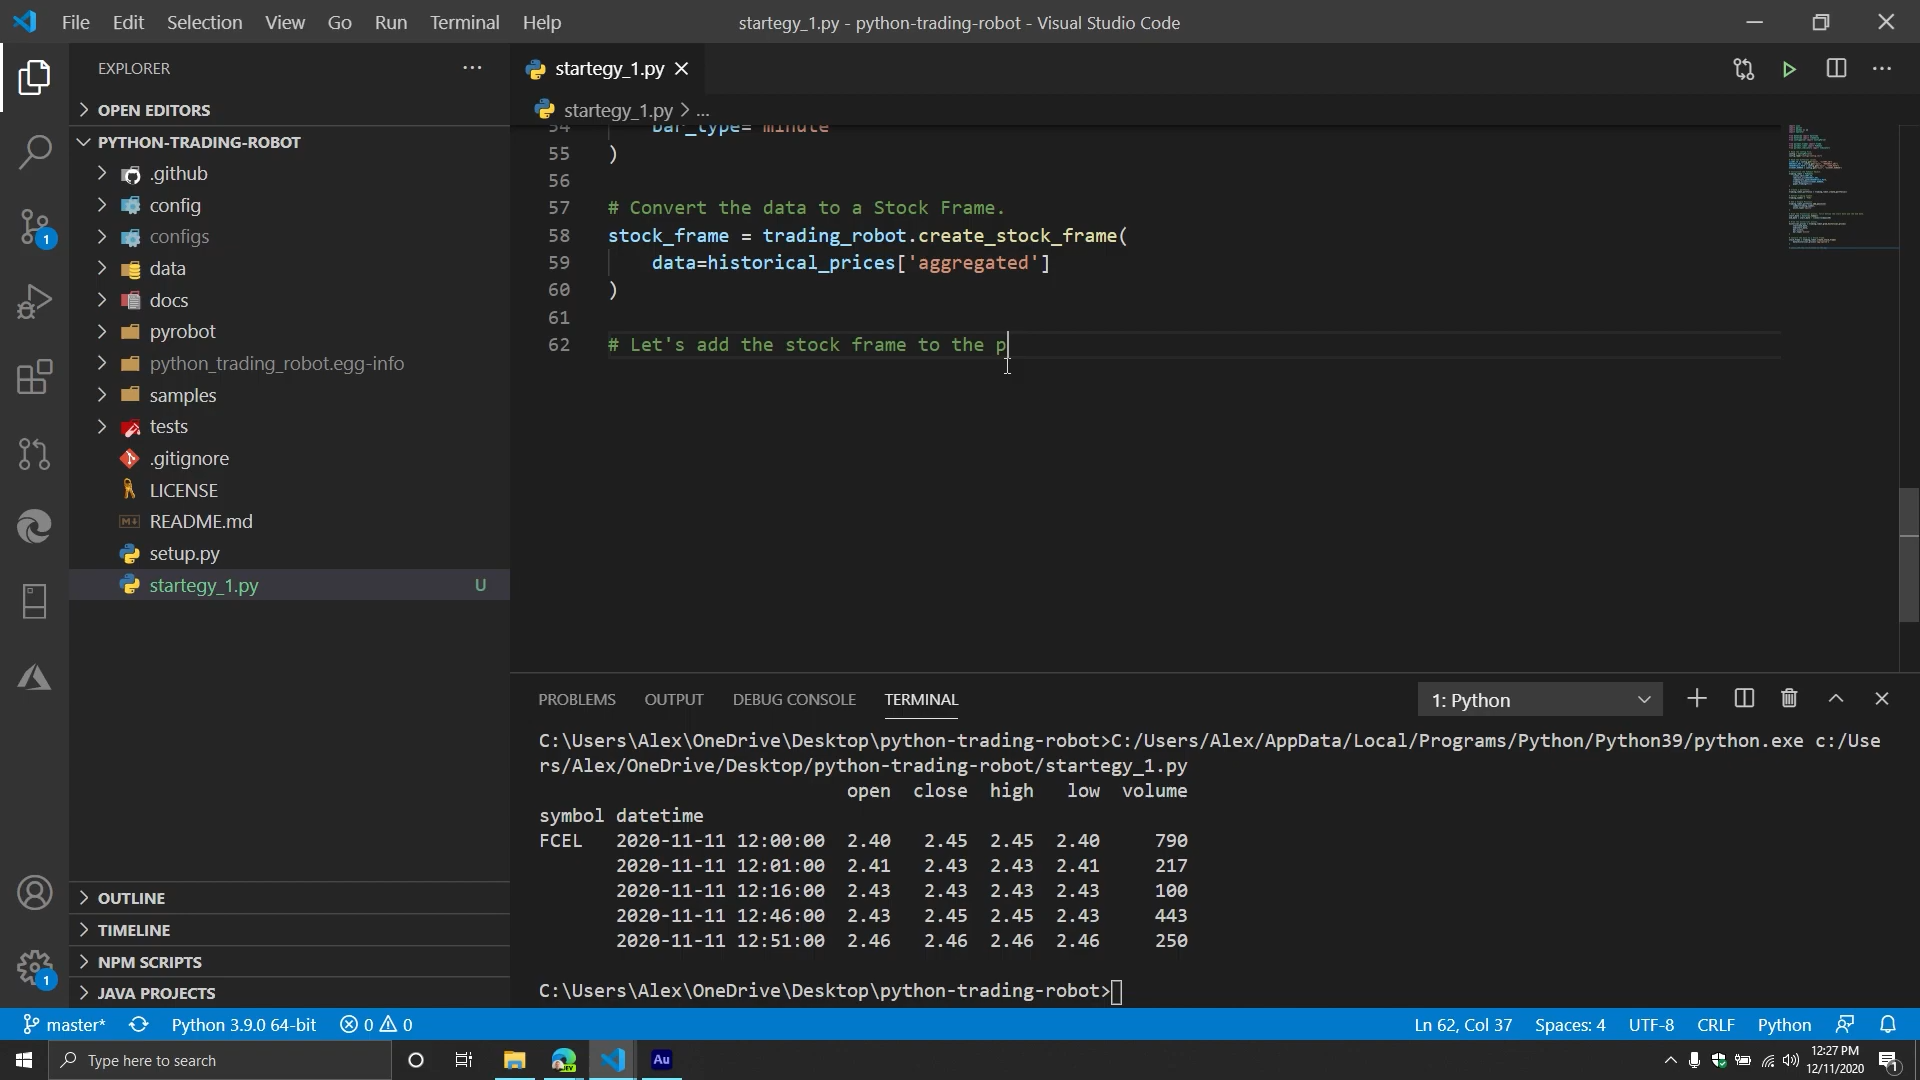 File Edit Selection View Go Run Terminal Help
startegy_1.py - python-trading-robot - Visual Studio Code
EXPLORER
OPEN EDITORS
PYTHON-TRADING-ROBOT
.github
config
configs
data
docs
pyrobot
python_trading_robot.egg-info
samples
tests
.gitignore
LICENSE
README.md
setup.py
startegy_1.py U
OUTLINE
TIMELINE
NPM SCRIPTS
JAVA PROJECTS
1
1
startegy_1.py
startegy_1.py > ...
54 bar_type='minute'
55 )
56
57 # Convert the data to a Stock Frame.
58 stock_frame = trading_robot.create_stock_frame(
59 data=historical_prices['aggregated']
60 )
61
62 # Let's add the stock frame to the p
PROBLEMS OUTPUT DEBUG CONSOLE TERMINAL
1: Python
C:\Users\Alex\OneDrive\Desktop\python-trading-robot>C:/Users/Alex/AppData/Local/Programs/Python/Python39/python.exe c:/Use
rs/Alex/OneDrive/Desktop/python-trading-robot/startegy_1.py
open close high low volume
symbol datetime
FCEL 2020-11-11 12:00:00 2.40 2.45 2.45 2.40 790
2020-11-11 12:01:00 2.41 2.43 2.43 2.41 217
2020-11-11 12:16:00 2.43 2.43 2.43 2.43 100
2020-11-11 12:46:00 2.43 2.45 2.45 2.43 443
2020-11-11 12:51:00 2.46 2.46 2.46 2.46 250
C:\Users\Alex\OneDrive\Desktop\python-trading-robot>
master* Python 3.9.0 64-bit 0 0
Ln 62, Col 37 Spaces: 4 UTF-8 CRLF Python
Type here to search
Au
12:27 PM
12/11/2020
1